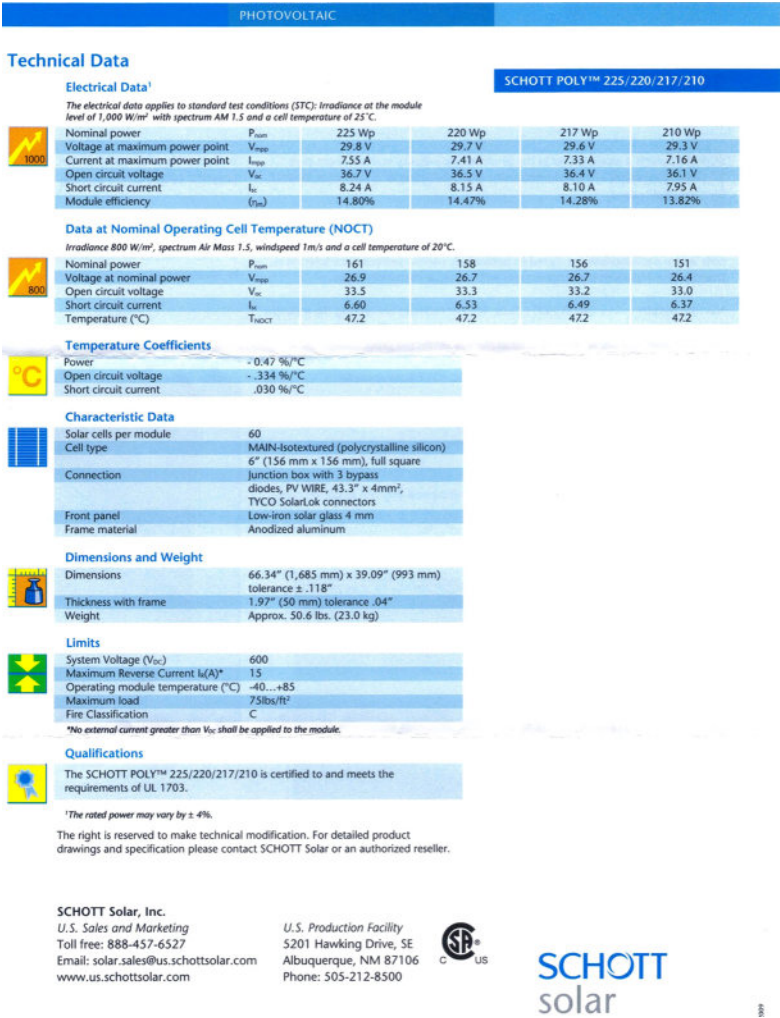 PHOTOVOLTAIC
Technical Data
SCHOTT POLY™ 225/220/217/210
Electrical Data¹
The electrical data applies to standard test conditions (STC): Irradiance at the module
level of 1,000 W/m² with spectrum AM 1.5 and a cell temperature of 25°C.
1000
Nominal power Pnom 225 Wp 220 Wp 217 Wp 210 Wp
Voltage at maximum power point Vmpp 29.8 V 29.7 V 29.6 V 29.3 V
Current at maximum power point Impp 7.55 A 7.41 A 7.33 A 7.16 A
Open circuit voltage Voc 36.7 V 36.5 V 36.4 V 36.1 V
Short circuit current Isc 8.24 A 8.15 A 8.10 A 7.95 A
Module efficiency (ηm) 14.80% 14.47% 14.28% 13.82%
Data at Nominal Operating Cell Temperature (NOCT)
Irradiance 800 W/m², spectrum Air Mass 1.5, windspeed 1m/s and a cell temperature of 20°C.
800
Nominal power Pnom 161 158 156 151
Voltage at nominal power Vmpp 26.9 26.7 26.7 26.4
Open circuit voltage Voc 33.5 33.3 33.2 33.0
Short circuit current Isc 6.60 6.53 6.49 6.37
Temperature (°C) TNOCT 47.2 47.2 47.2 47.2
Temperature Coefficients
°C
Power - 0.47 %/°C
Open circuit voltage - .334 %/°C
Short circuit current .030 %/°C
Characteristic Data
Solar cells per module 60
Cell type MAIN-Isotextured (polycrystalline silicon)
6" (156 mm x 156 mm), full square
Connection Junction box with 3 bypass
diodes, PV WIRE, 43.3" x 4mm²,
TYCO SolarLok connectors
Front panel Low-iron solar glass 4 mm
Frame material Anodized aluminum
Dimensions and Weight
Dimensions 66.34" (1,685 mm) x 39.09" (993 mm)
tolerance ± .118"
Thickness with frame 1.97" (50 mm) tolerance .04"
Weight Approx. 50.6 lbs. (23.0 kg)
Limits
System Voltage (VDC) 600
Maximum Reverse Current IR(A)* 15
Operating module temperature (°C) -40...+85
Maximum load 75lbs/ft²
Fire Classification C
*No external current greater than Voc shall be applied to the module.
Qualifications
The SCHOTT POLY™ 225/220/217/210 is certified to and meets the
requirements of UL 1703.
¹The rated power may vary by ± 4%.
The right is reserved to make technical modification. For detailed product
drawings and specification please contact SCHOTT Solar or an authorized reseller.
SCHOTT Solar, Inc.
U.S. Sales and Marketing
Toll free: 888-457-6527
Email: solar.sales@us.schottsolar.com
www.us.schottsolar.com
U.S. Production Facility
5201 Hawking Drive, SE
Albuquerque, NM 87106
Phone: 505-212-8500
SA®
C US
SCHOTT
solar